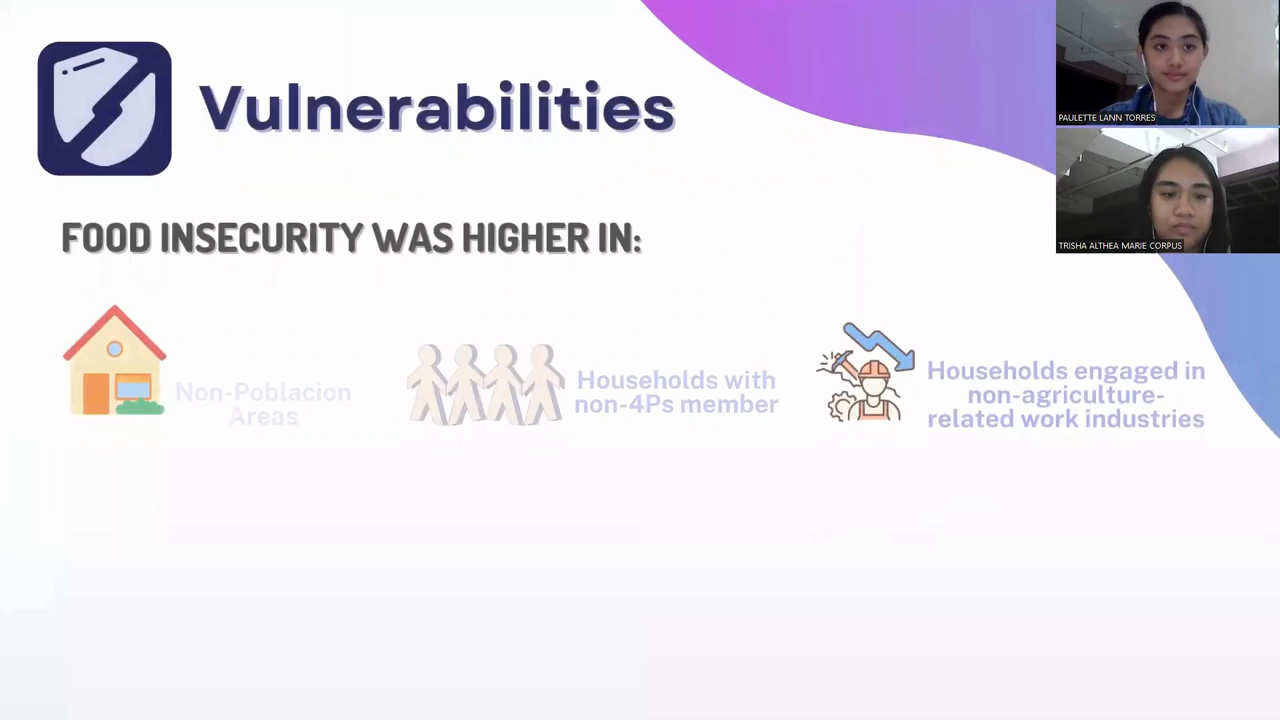 Vulnerabilities
FOOD INSECURITY WAS HIGHER IN:
Non-Poblacion
Areas
Households with
non-4Ps member
Households engaged in
non-agriculture-
related work industries
PAULETTE LANN TORRES
TRISHA ALTHEA MARIE CORPUS